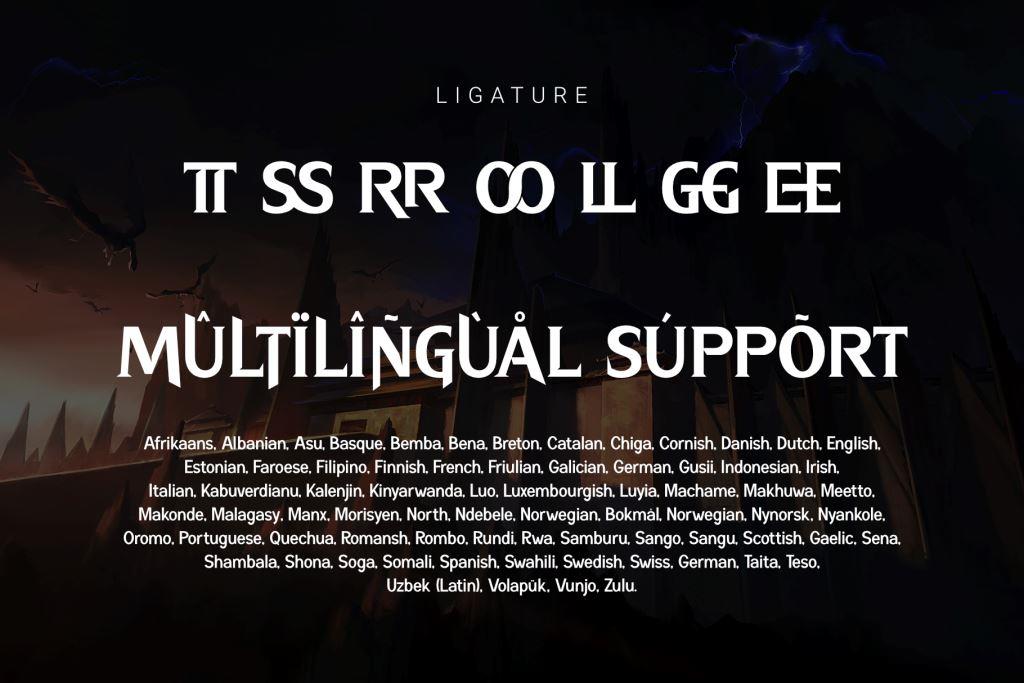 LIGATURE
TT SS RR OO LL GG EE
MÛLTÏLÎÑGÙÅL SÚPPÕRT
Afrikaans, Albanian, Asu, Basque, Bemba, Bena, Breton, Catalan, Chiga, Cornish, Danish, Dutch, English,
Estonian, Faroese, Filipino, Finnish, French, Friulian, Galician, German, Gusii, Indonesian, Irish,
Italian, Kabuverdianu, Kalenjin, Kinyarwanda, Luo, Luxembourgish, Luyia, Machame, Makhuwa, Meetto,
Makonde, Malagasy, Manx, Morisyen, North, Ndebele, Norwegian, Bokmål, Norwegian, Nynorsk, Nyankole,
Oromo, Portuguese, Quechua, Romansh, Rombo, Rundi, Rwa, Samburu, Sango, Sangu, Scottish, Gaelic, Sena,
Shambala, Shona, Soga, Somali, Spanish, Swahili, Swedish, Swiss, German, Taita, Teso,
Uzbek (Latin), Volapük, Vunjo, Zulu.